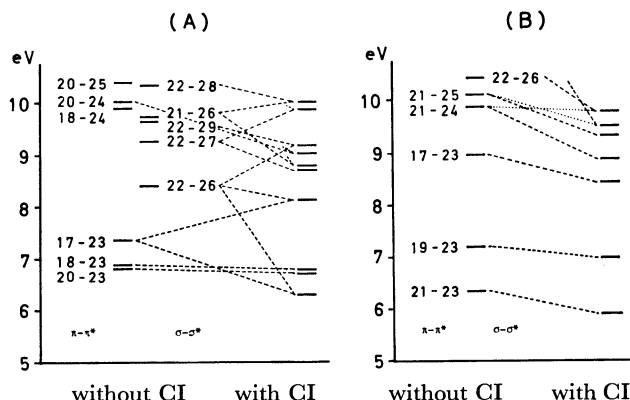 (A)
eV
10
9
8
7
6
5
20-25
20-24
18-24
22-28
21-26
22-29
22-27
22-26
17-23
18-23
20-23
π-π*
σ-σ*
without CI
with CI
(B)
eV
10
9
8
7
6
5
22-26
21-25
21-24
17-23
19-23
21-23
π-π*
σ-σ*
without CI
with CI